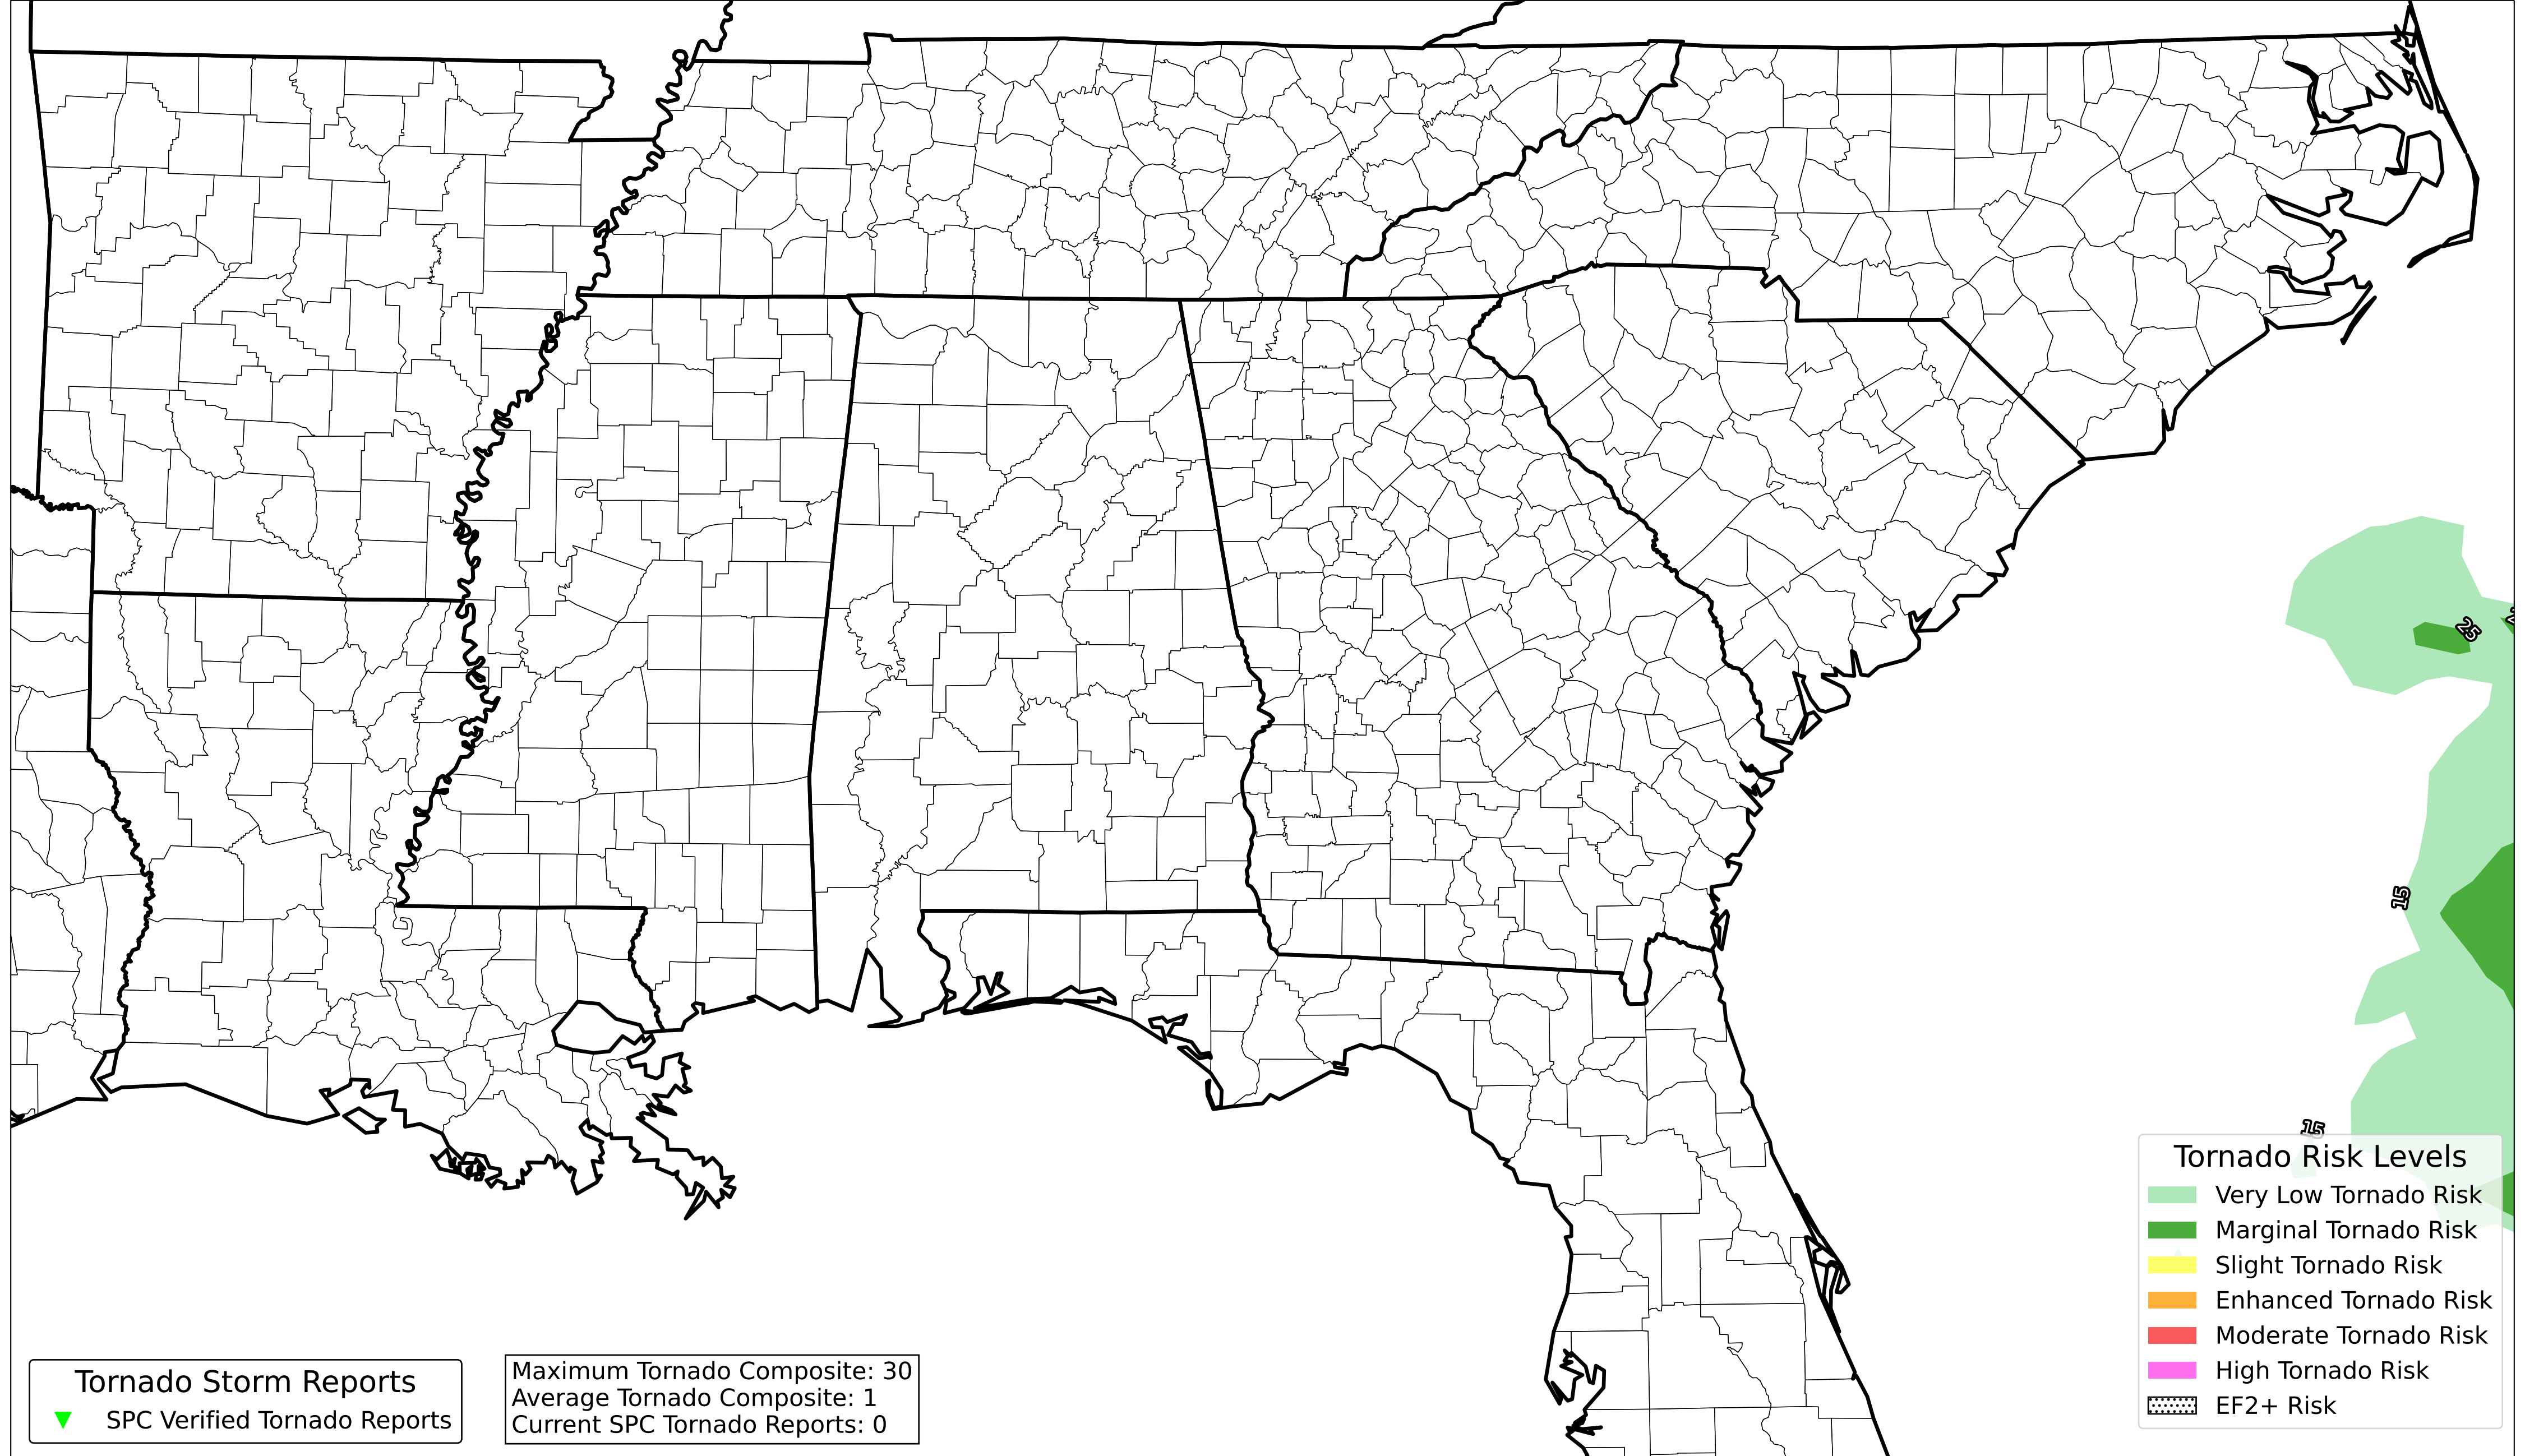 25
15
15
Tornado Risk Levels
Very Low Tornado Risk
Marginal Tornado Risk
Slight Tornado Risk
Enhanced Tornado Risk
Moderate Tornado Risk
High Tornado Risk
EF2+ Risk
Tornado Storm Reports
SPC Verified Tornado Reports
Maximum Tornado Composite: 30
Average Tornado Composite: 1
Current SPC Tornado Reports: 0